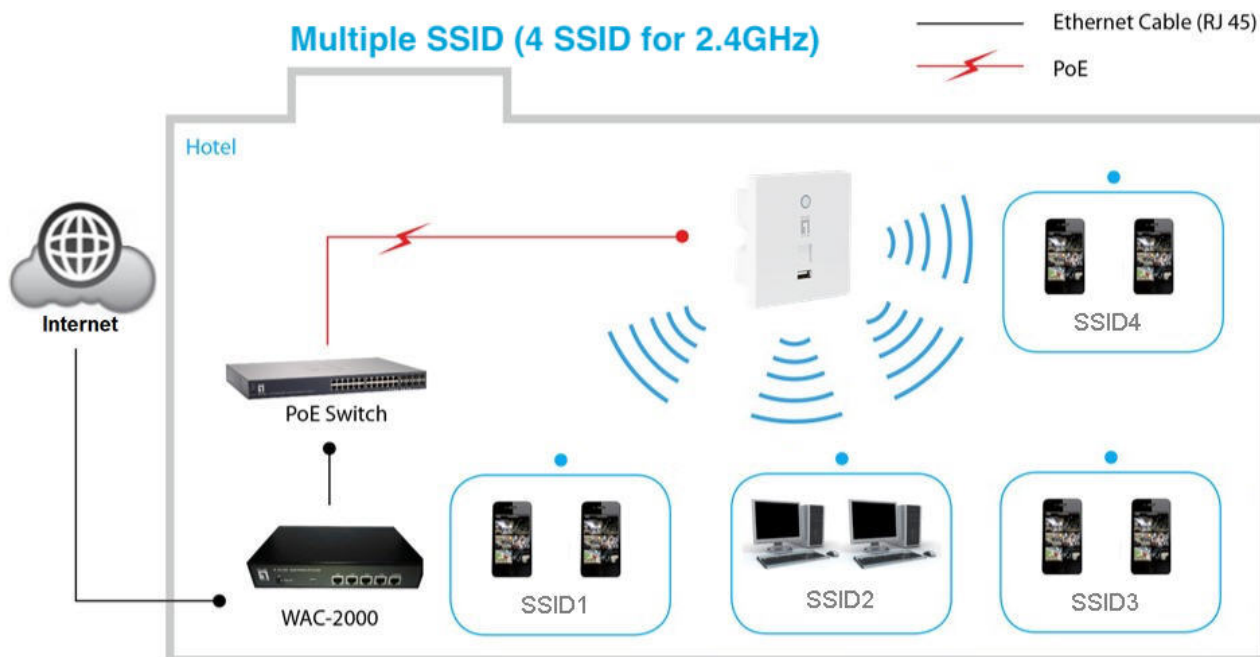 Multiple SSID (4 SSID for 2.4GHz)
Ethernet Cable (RJ 45)
PoE
Hotel
Internet
SSID4
PoE Switch
WAC-2000
SSID1
SSID2
SSID3